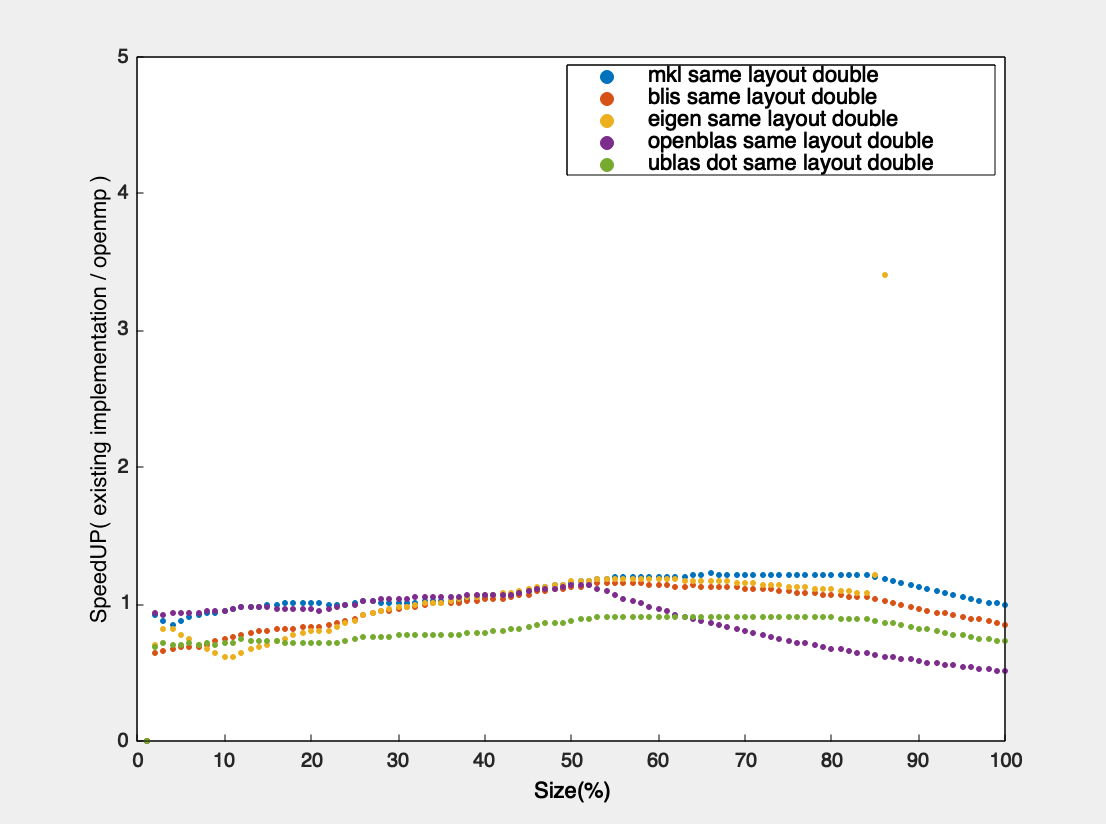 5
4
3
2
1
0
SpeedUP( existing implementation / openmp )
mkl same layout double
blis same layout double
eigen same layout double
openblas same layout double
ublas dot same layout double
0 10 20 30 40 50 60 70 80 90 100
Size(%)